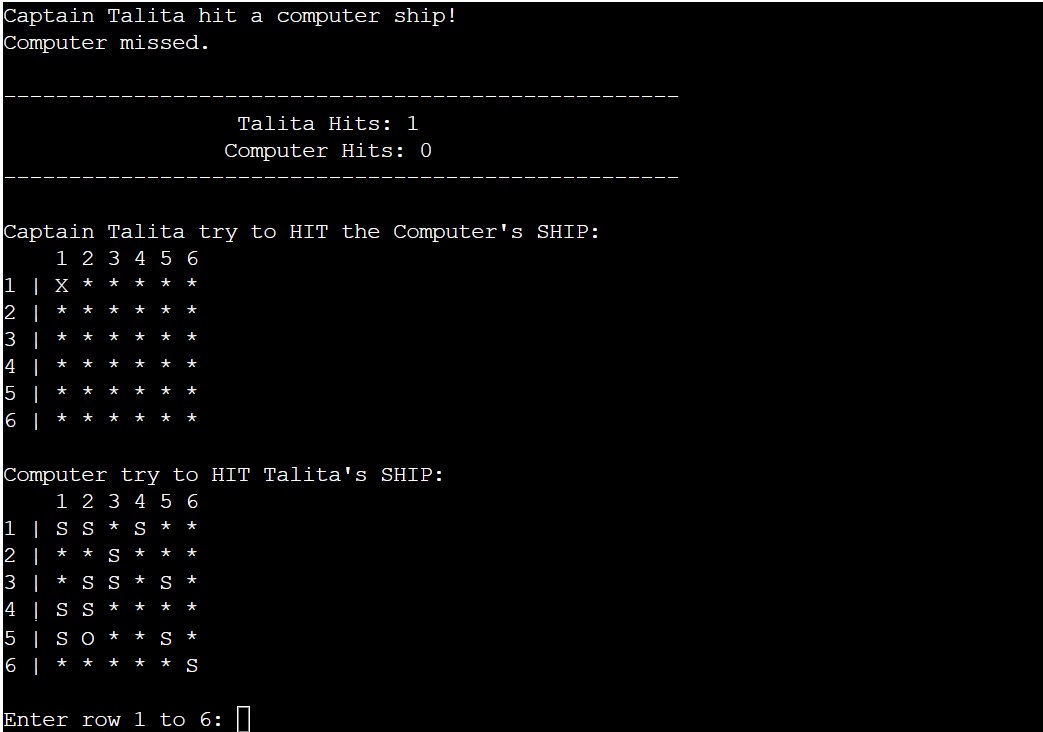 Captain Talita hit a computer ship!
Computer missed.
----------------------------------------------------
Talita Hits: 1
Computer Hits: 0
----------------------------------------------------
Captain Talita try to HIT the Computer's SHIP:
1 2 3 4 5 6
1 | X * * * * *
2 | * * * * * *
3 | * * * * * *
4 | * * * * * *
5 | * * * * * *
6 | * * * * * *
Computer try to HIT Talita's SHIP:
1 2 3 4 5 6
1 | S S * S * *
2 | * * S * * *
3 | * S S * S *
4 | S S * * * *
5 | S O * * S *
6 | * * * * * S
Enter row 1 to 6: